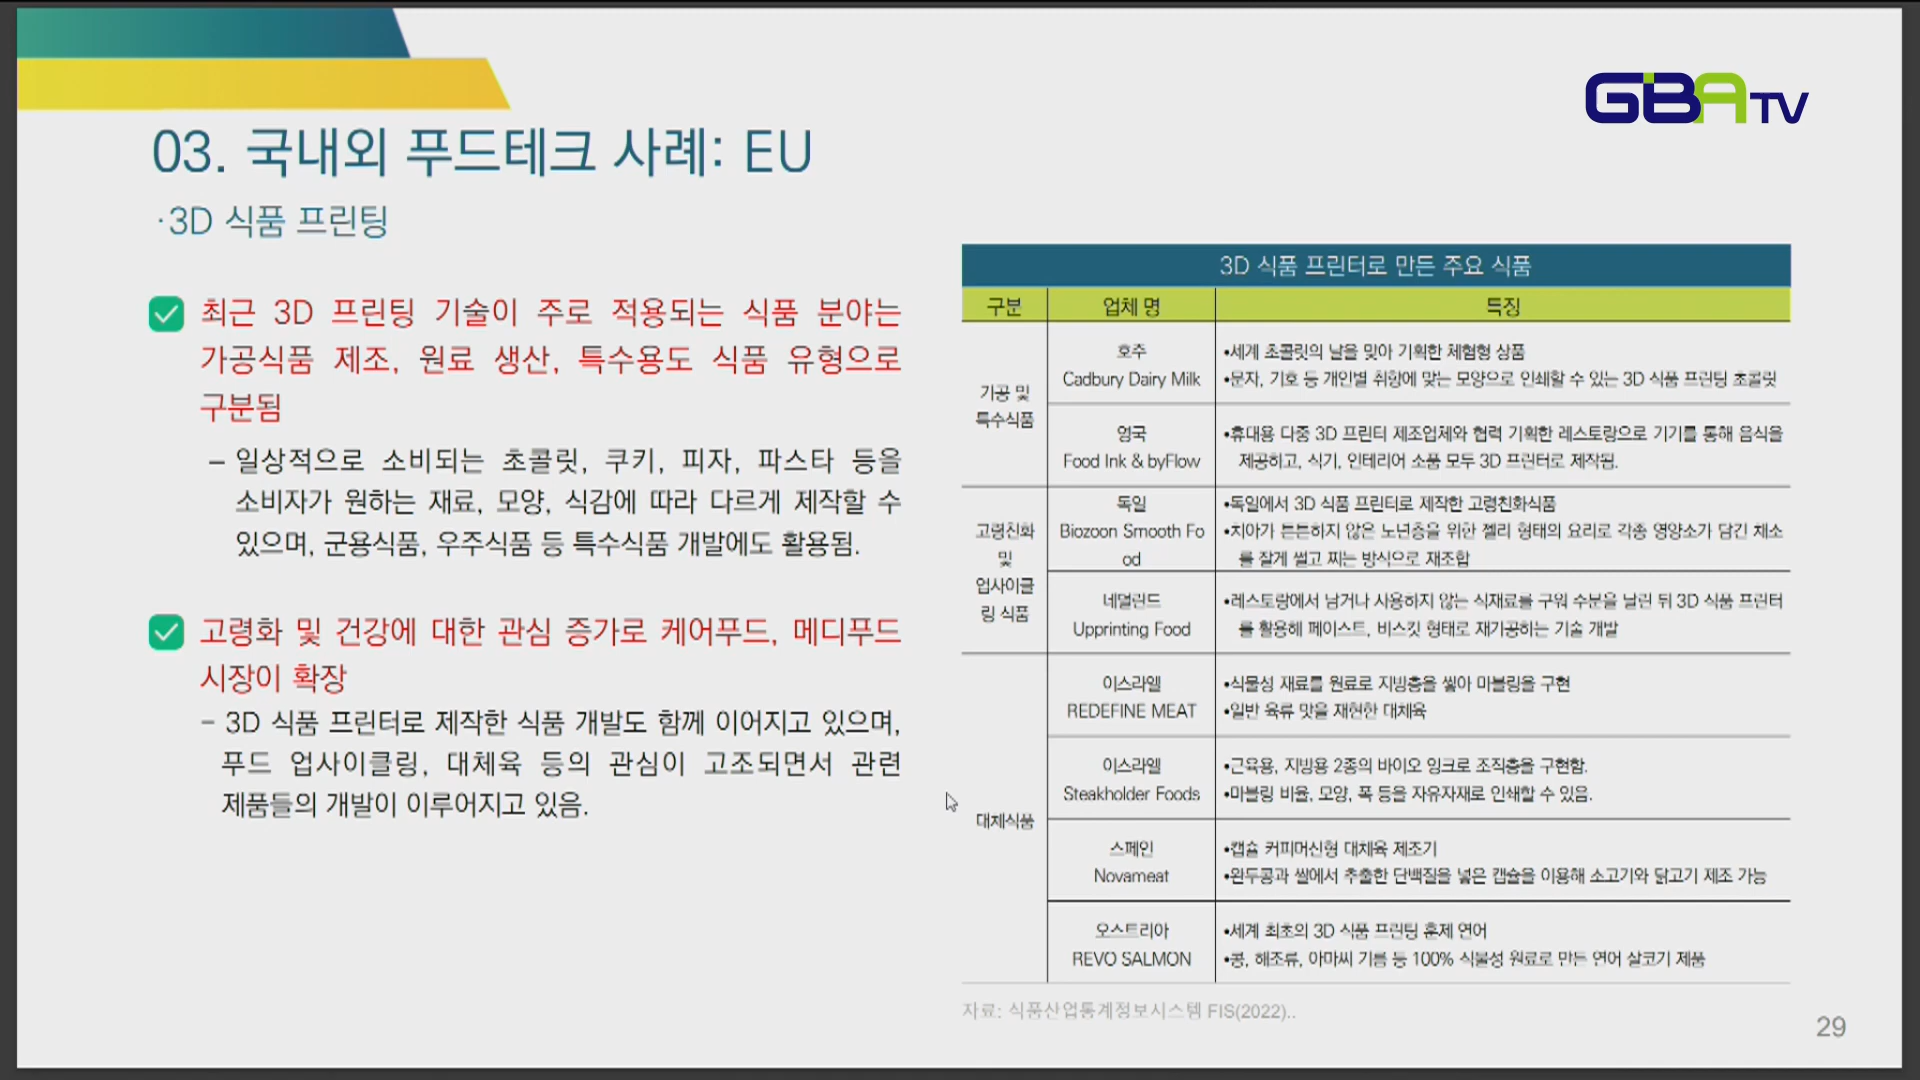 GBA TV
03. 국내외 푸드테크 사례: EU
·3D 식품 프린팅
최근 3D 프린팅 기술이 주로 적용되는 식품 분야는
가공식품 제조, 원료 생산, 특수용도 식품 유형으로
구분됨
– 일상적으로 소비되는 초콜릿, 쿠키, 피자, 파스타 등을
소비자가 원하는 재료, 모양, 식감에 따라 다르게 제작할 수
있으며, 군용식품, 우주식품 등 특수식품 개발에도 활용됨.
고령화 및 건강에 대한 관심 증가로 케어푸드, 메디푸드
시장이 확장
– 3D 식품 프린터로 제작한 식품 개발도 함께 이어지고 있으며,
푸드 업사이클링, 대체육 등의 관심이 고조되면서 관련
제품들의 개발이 이루어지고 있음.
3D 식품 프린터로 만든 주요 식품
구분 업체 명 특징
가공 및
특수식품
호주
Cadbury Dairy Milk
•세계 초콜릿의 날을 맞아 기획한 체험형 상품
•문자, 기호 등 개인별 취향에 맞는 모양으로 인쇄할 수 있는 3D 식품 프린팅 초콜릿
영국
Food Ink & byFlow
•휴대용 다중 3D 프린터 제조업체와 협력 기획한 레스토랑으로 기기를 통해 음식을
제공하고, 식기, 인테리어 소품 모두 3D 프린터로 제작됨.
고령친화
및
업사이클
링 식품
독일
Biozoon Smooth Fo
od
•독일에서 3D 식품 프린터로 제작한 고령친화식품
•치아가 튼튼하지 않은 노년층을 위한 젤리 형태의 요리로 각종 영양소가 담긴 채소
를 잘게 썰고 찌는 방식으로 재조합
네덜란드
Upprinting Food
•레스토랑에서 남거나 사용하지 않는 식재료를 구워 수분을 날린 뒤 3D 식품 프린터
를 활용해 페이스트, 비스킷 형태로 재가공하는 기술 개발
대체식품
이스라엘
REDEFINE MEAT
•식물성 재료를 원료로 지방층을 쌓아 마블링을 구현
•일반 육류 맛을 재현한 대체육
이스라엘
Steakholder Foods
•근육용, 지방용 2종의 바이오 잉크로 조직층을 구현함.
•마블링 비율, 모양, 폭 등을 자유자재로 인쇄할 수 있음.
스페인
Novameat
•캡슐 커피머신형 대체육 제조기
•완두콩과 쌀에서 추출한 단백질을 넣은 캡슐을 이용해 소고기와 닭고기 제조 가능
오스트리아
REVO SALMON
•세계 최초의 3D 식품 프린팅 훈제 연어
•콩, 해조류, 아마씨 기름 등 100% 식물성 원료로 만든 연어 살코기 제품
자료: 식품산업통계정보시스템 FIS(2022)..
29